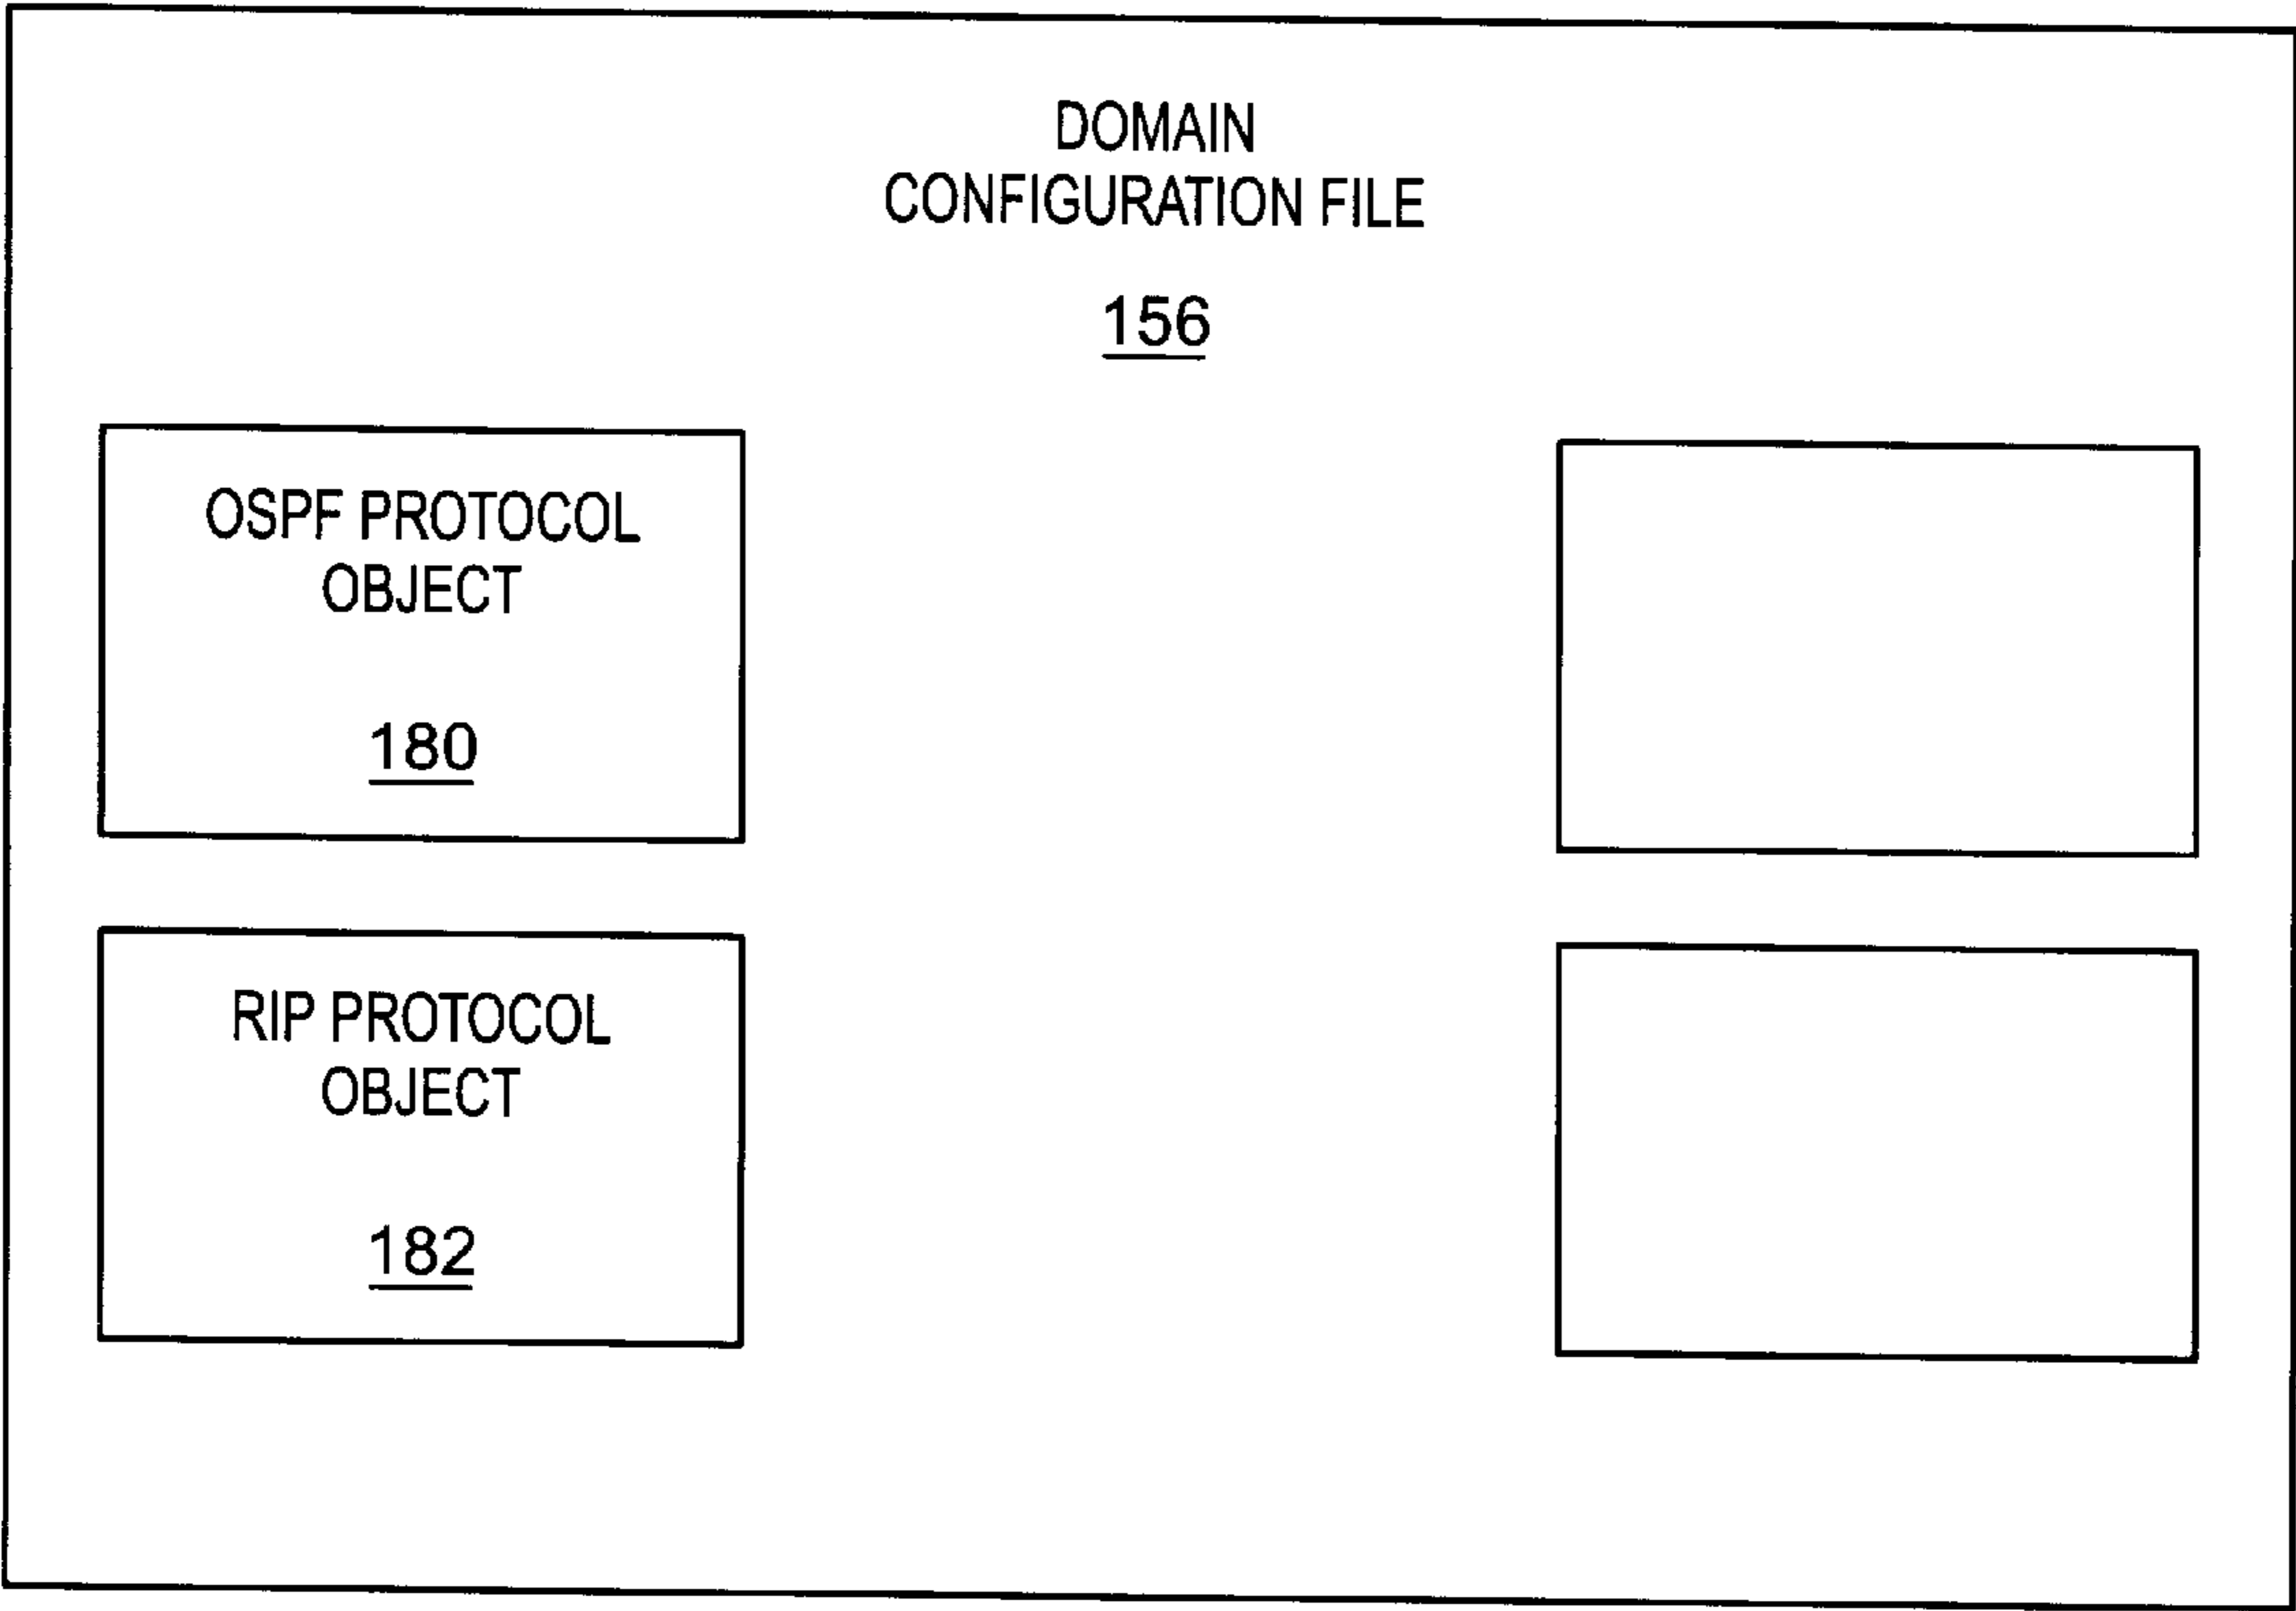 DOMAIN
CONFIGURATION FILE
156
OSPF PROTOCOL
OBJECT
180
RIP PROTOCOL
OBJECT
182